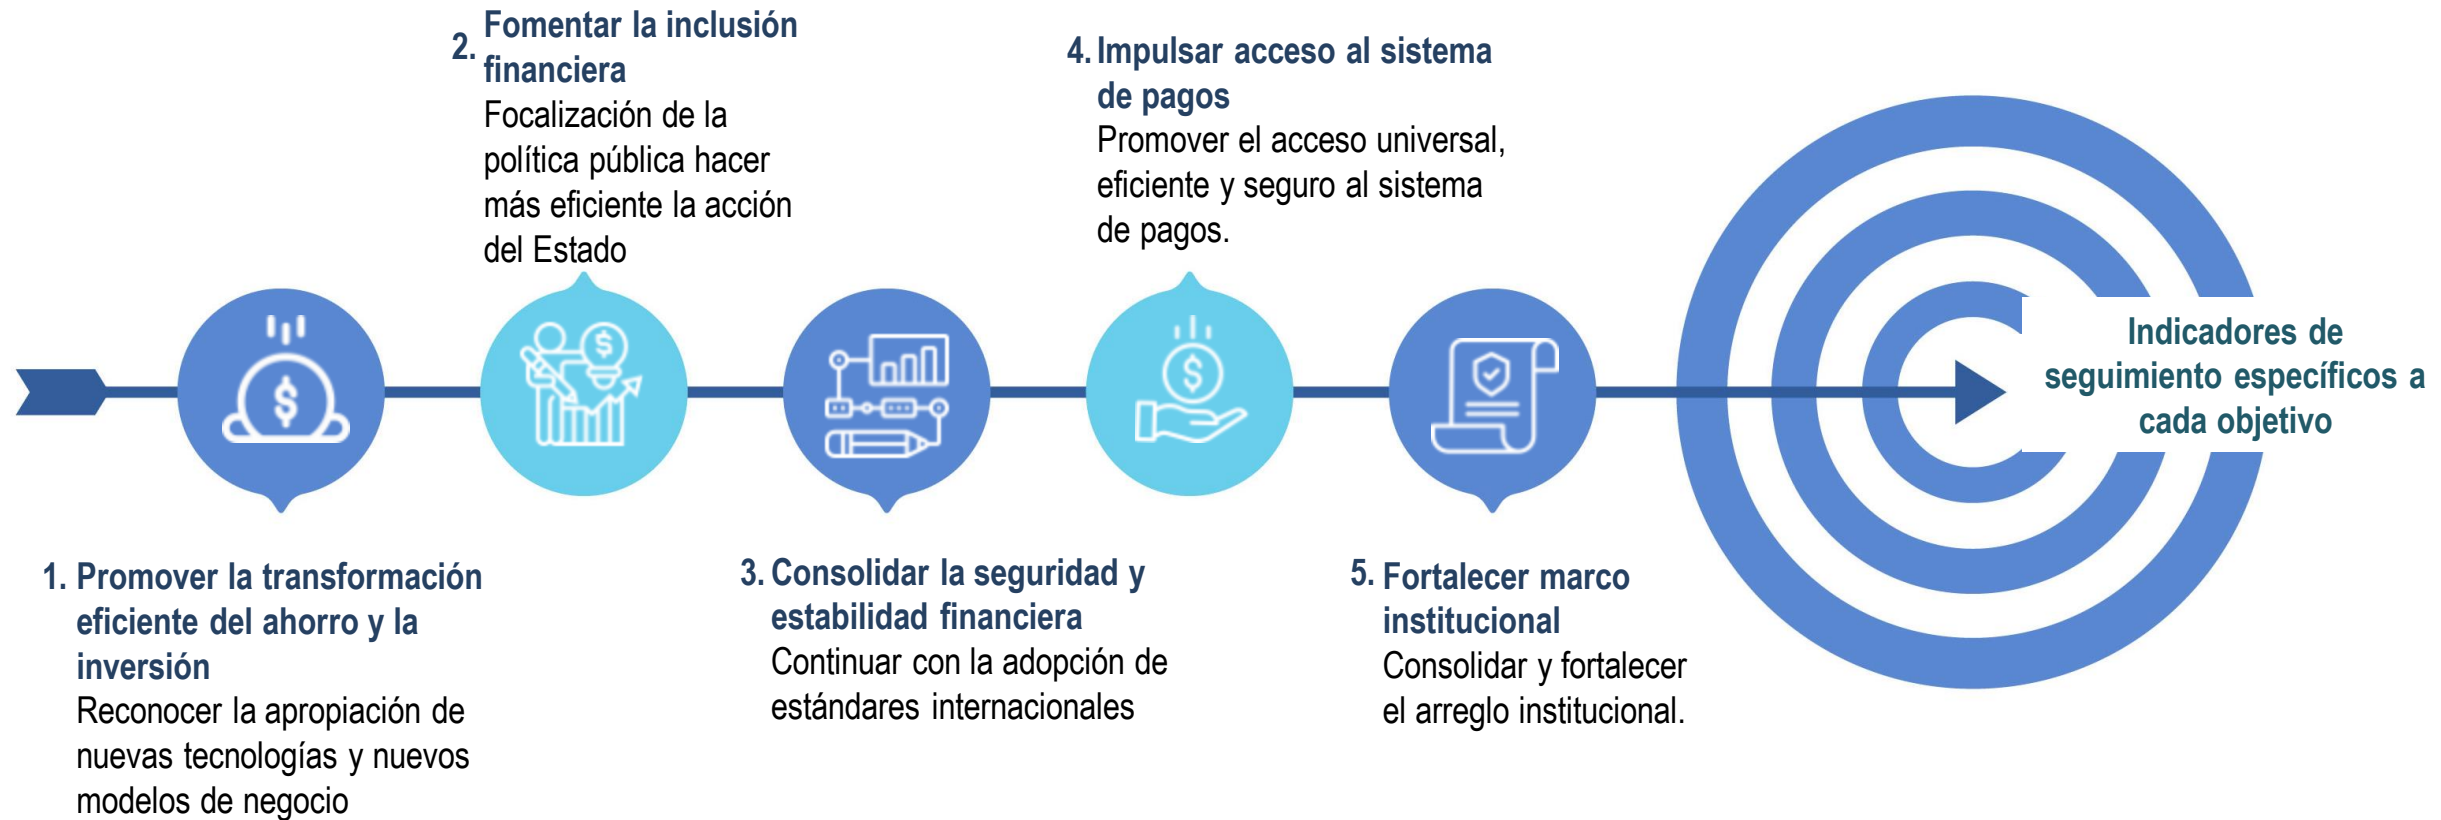 1. Promover la transformación
eficiente del ahorro y la
inversión
Reconocer la apropiación de
nuevas tecnologías y nuevos
modelos de negocio
2. Fomentar la inclusión
financiera
Focalización de la
política pública hacer
más eficiente la acción
del Estado
3. Consolidar la seguridad y
estabilidad financiera
Continuar con la adopción de
estándares internacionales
4. Impulsar acceso al sistema
de pagos
Promover el acceso universal,
eficiente y seguro al sistema
de pagos.
5. Fortalecer marco
institucional
Consolidar y fortalecer
el arreglo institucional.
Indicadores de
seguimiento específicos a
cada objetivo